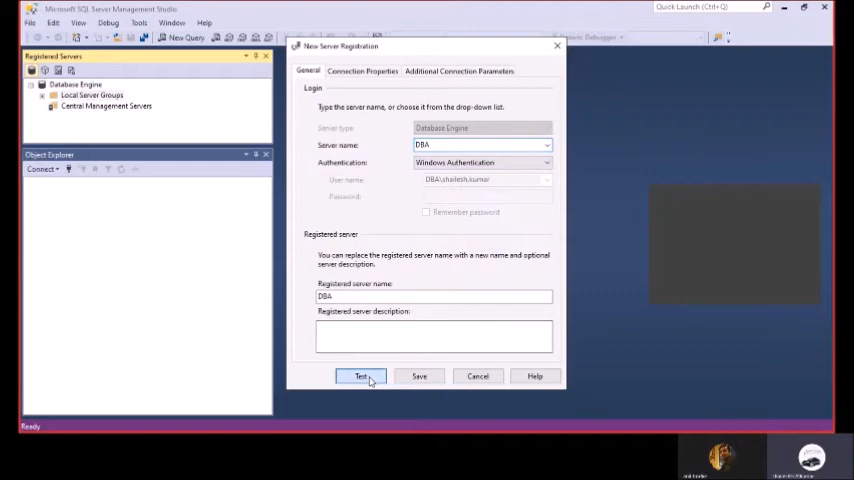 Microsoft SQL Server Management Studio
Quick Launch (Ctrl+Q)
File Edit View Debug Tools Window Help
New Query
Generic Debugger
Registered Servers
Database Engine
Local Server Groups
Central Management Servers
Object Explorer
Connect
New Server Registration
General Connection Properties Additional Connection Parameters
Login
Type the server name, or choose it from the drop-down list.
Server type: Database Engine
Server name: DBA
Authentication: Windows Authentication
User name: DBA\shailesh.kumar
Password:
Remember password
Registered server
You can replace the registered server name with a new name and optional
server description.
Registered server name:
DBA
Registered server description:
Test Save Cancel Help
Ready